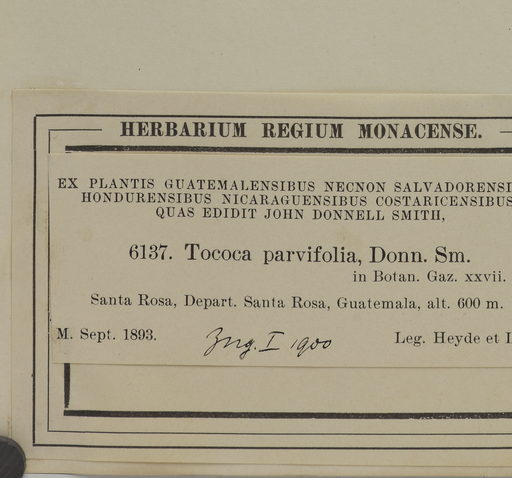 HERBARIUM REGIUM MONACENSE.
EX PLANTIS GUATEMALENSIBUS NECNON SALVADORENSI
HONDURENSIBUS NICARAGUENSIBUS COSTARICENSIBUS
QUAS EDIDIT JOHN DONNELL SMITH,
6137. Tococa parvifolia, Donn. Sm.
in Botan. Gaz. xxvii.
Santa Rosa, Depart. Santa Rosa, Guatemala, alt. 600 m.
M. Sept. 1893. Zug. I 1900 Leg. Heyde et L